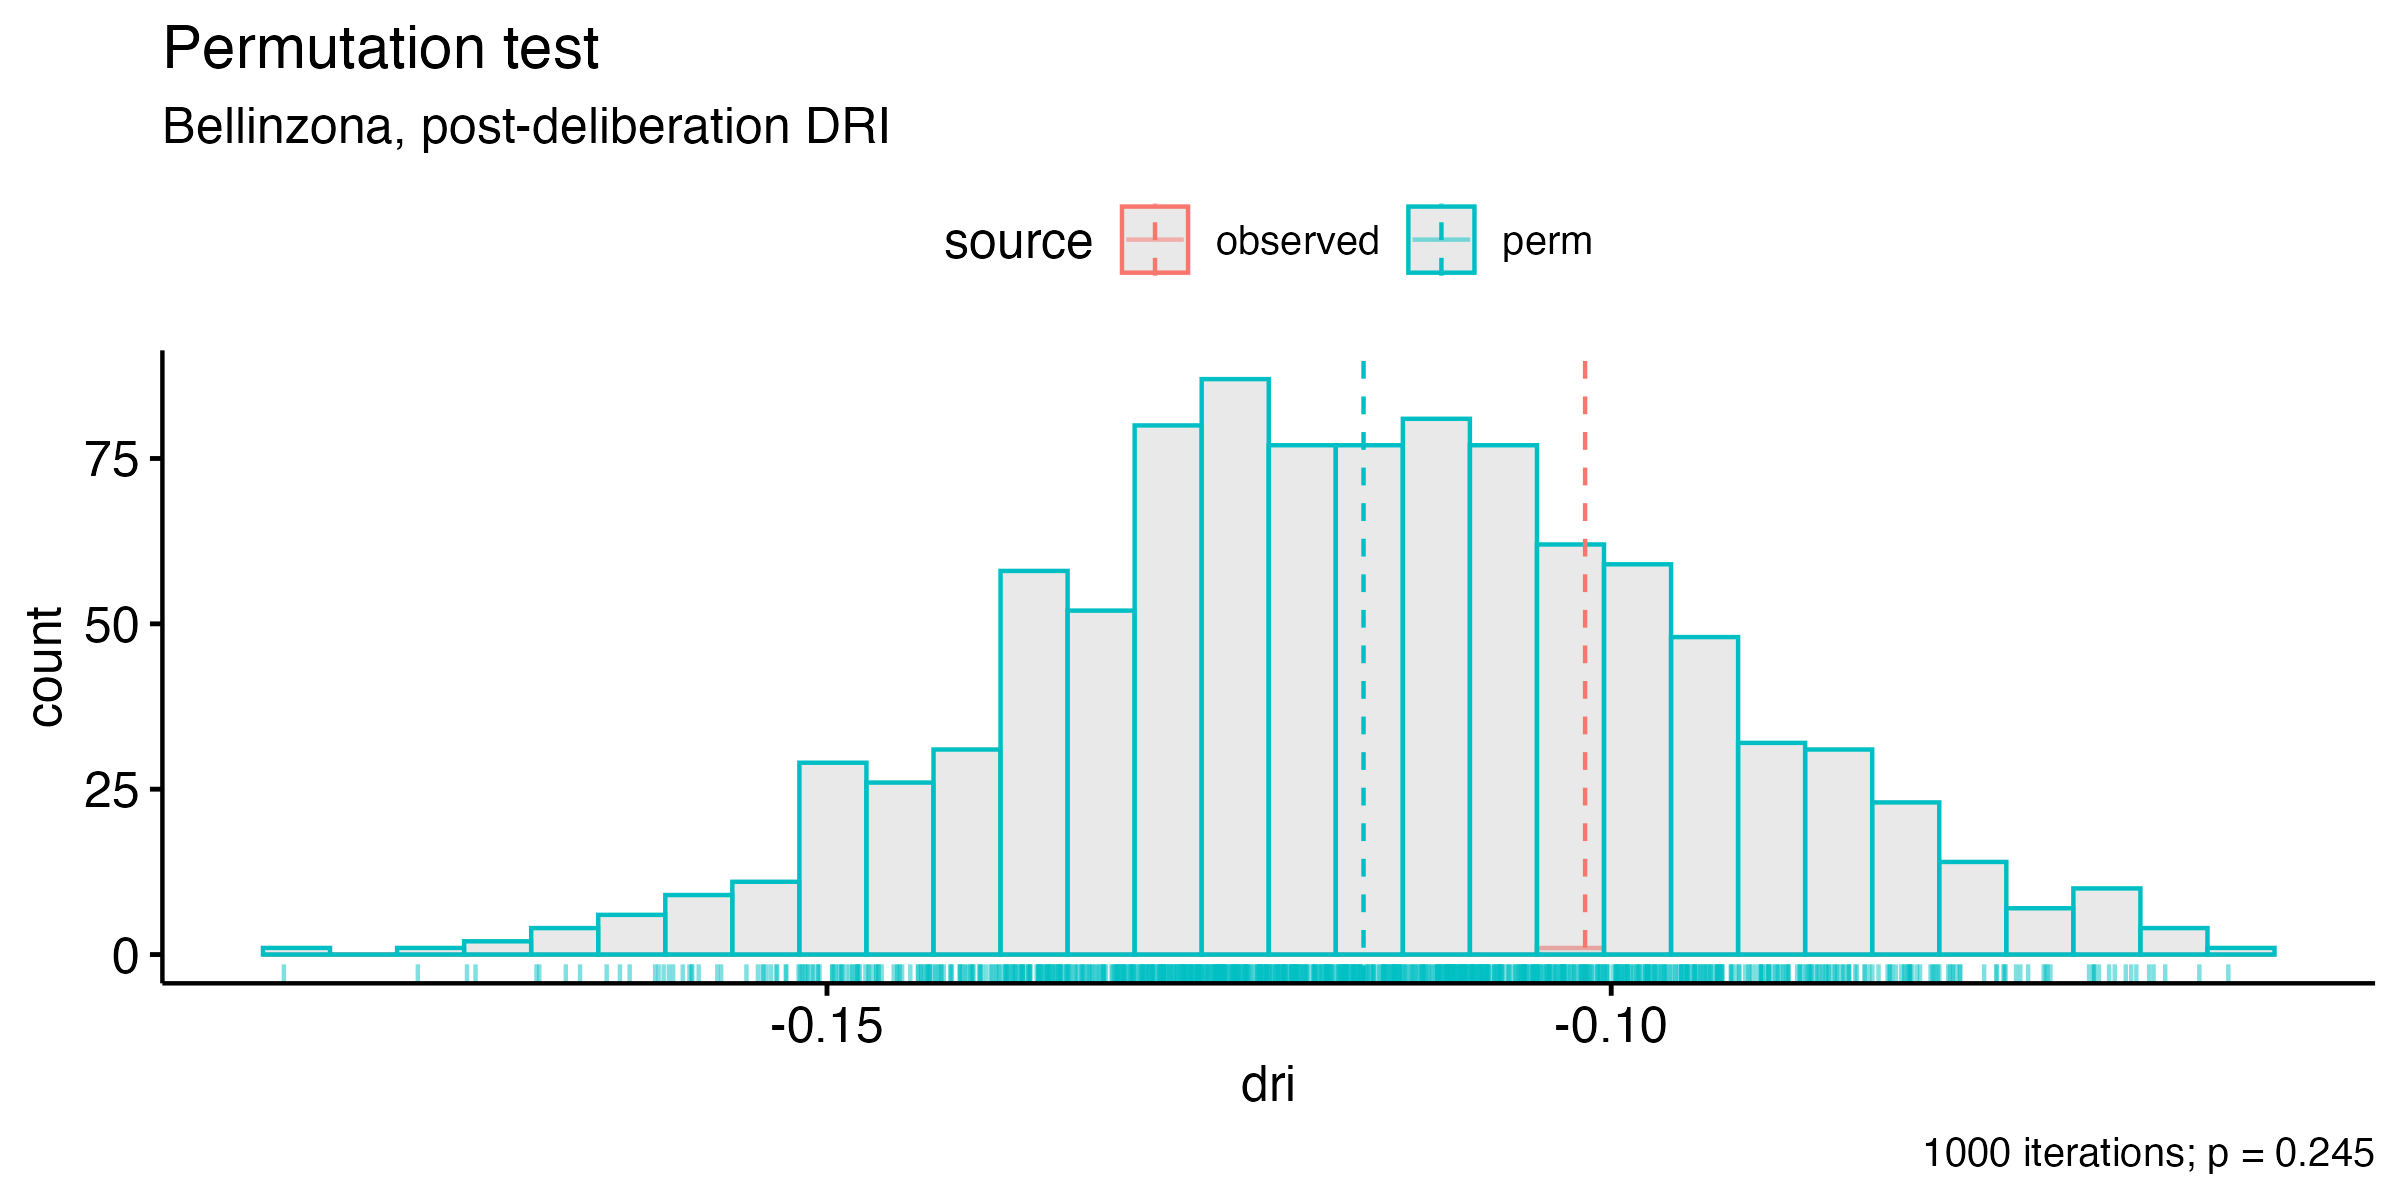 Permutation test
Bellinzona, post-deliberation DRI
source observed perm
count
75
50
25
0
-0.15 -0.10
dri
1000 iterations; p = 0.245